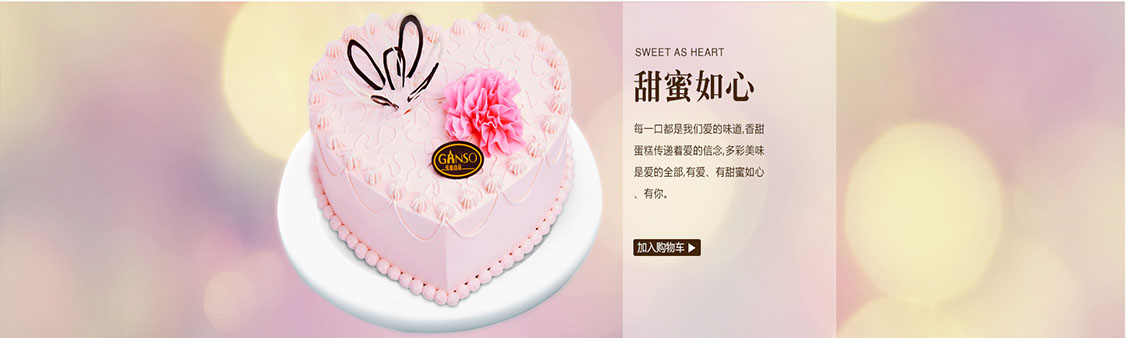 SWEET AS HEART
甜蜜如心
每一口都是我们爱的味道,香甜
蛋糕传递着爱的信念,多彩美味
是爱的全部,有爱、有甜蜜如心
、有你。
加入购物车
GANSO